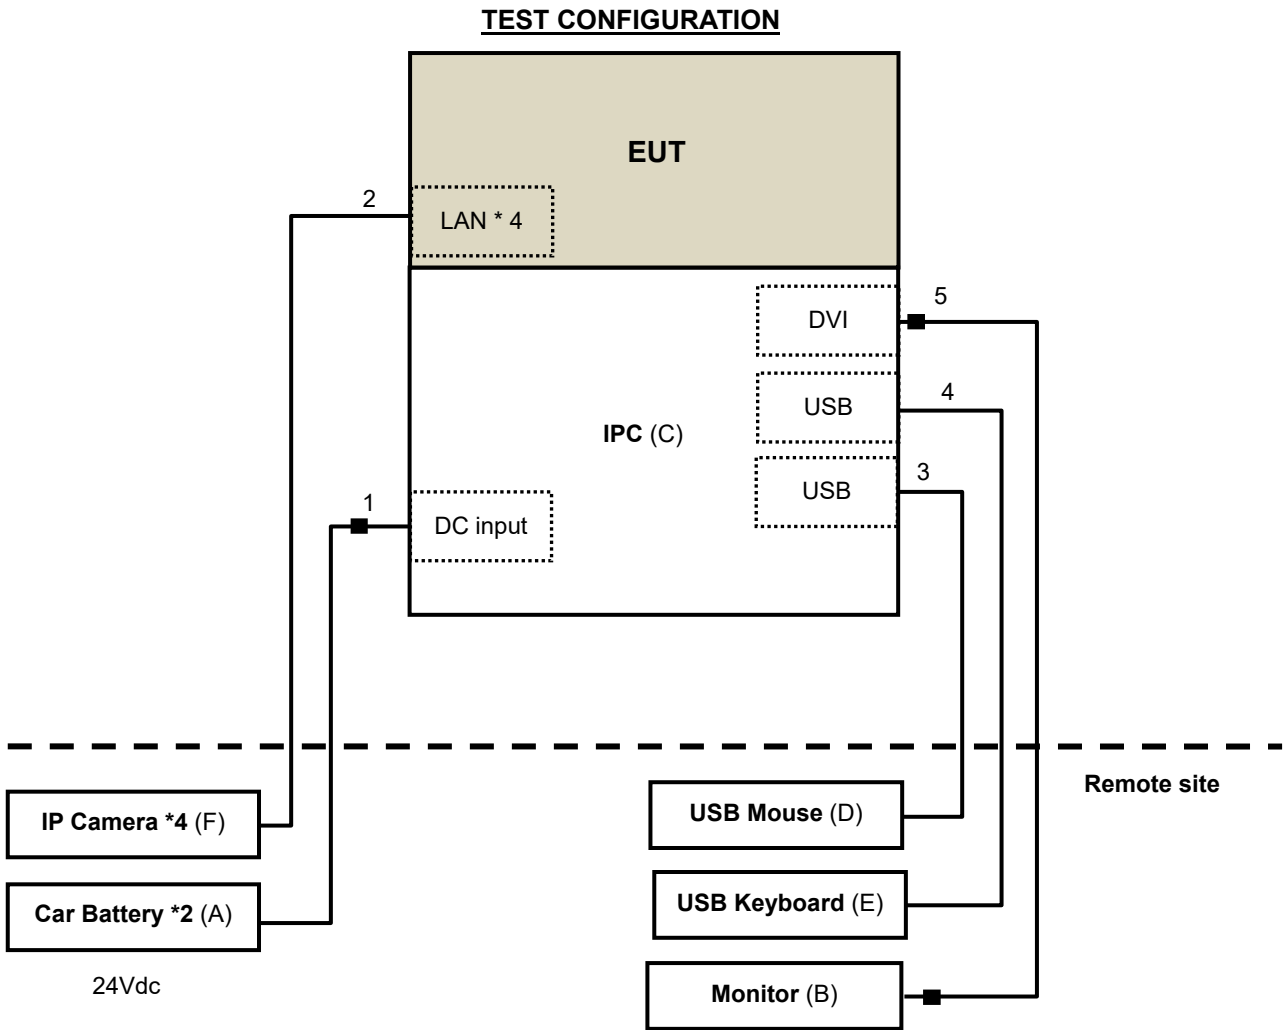 TEST CONFIGURATION
EUT
2
LAN * 4
5
DVI
4
USB
IPC (C)
3
USB
1
DC input
Remote site
IP Camera *4 (F)
USB Mouse (D)
Car Battery *2 (A)
USB Keyboard (E)
24Vdc
Monitor (B)